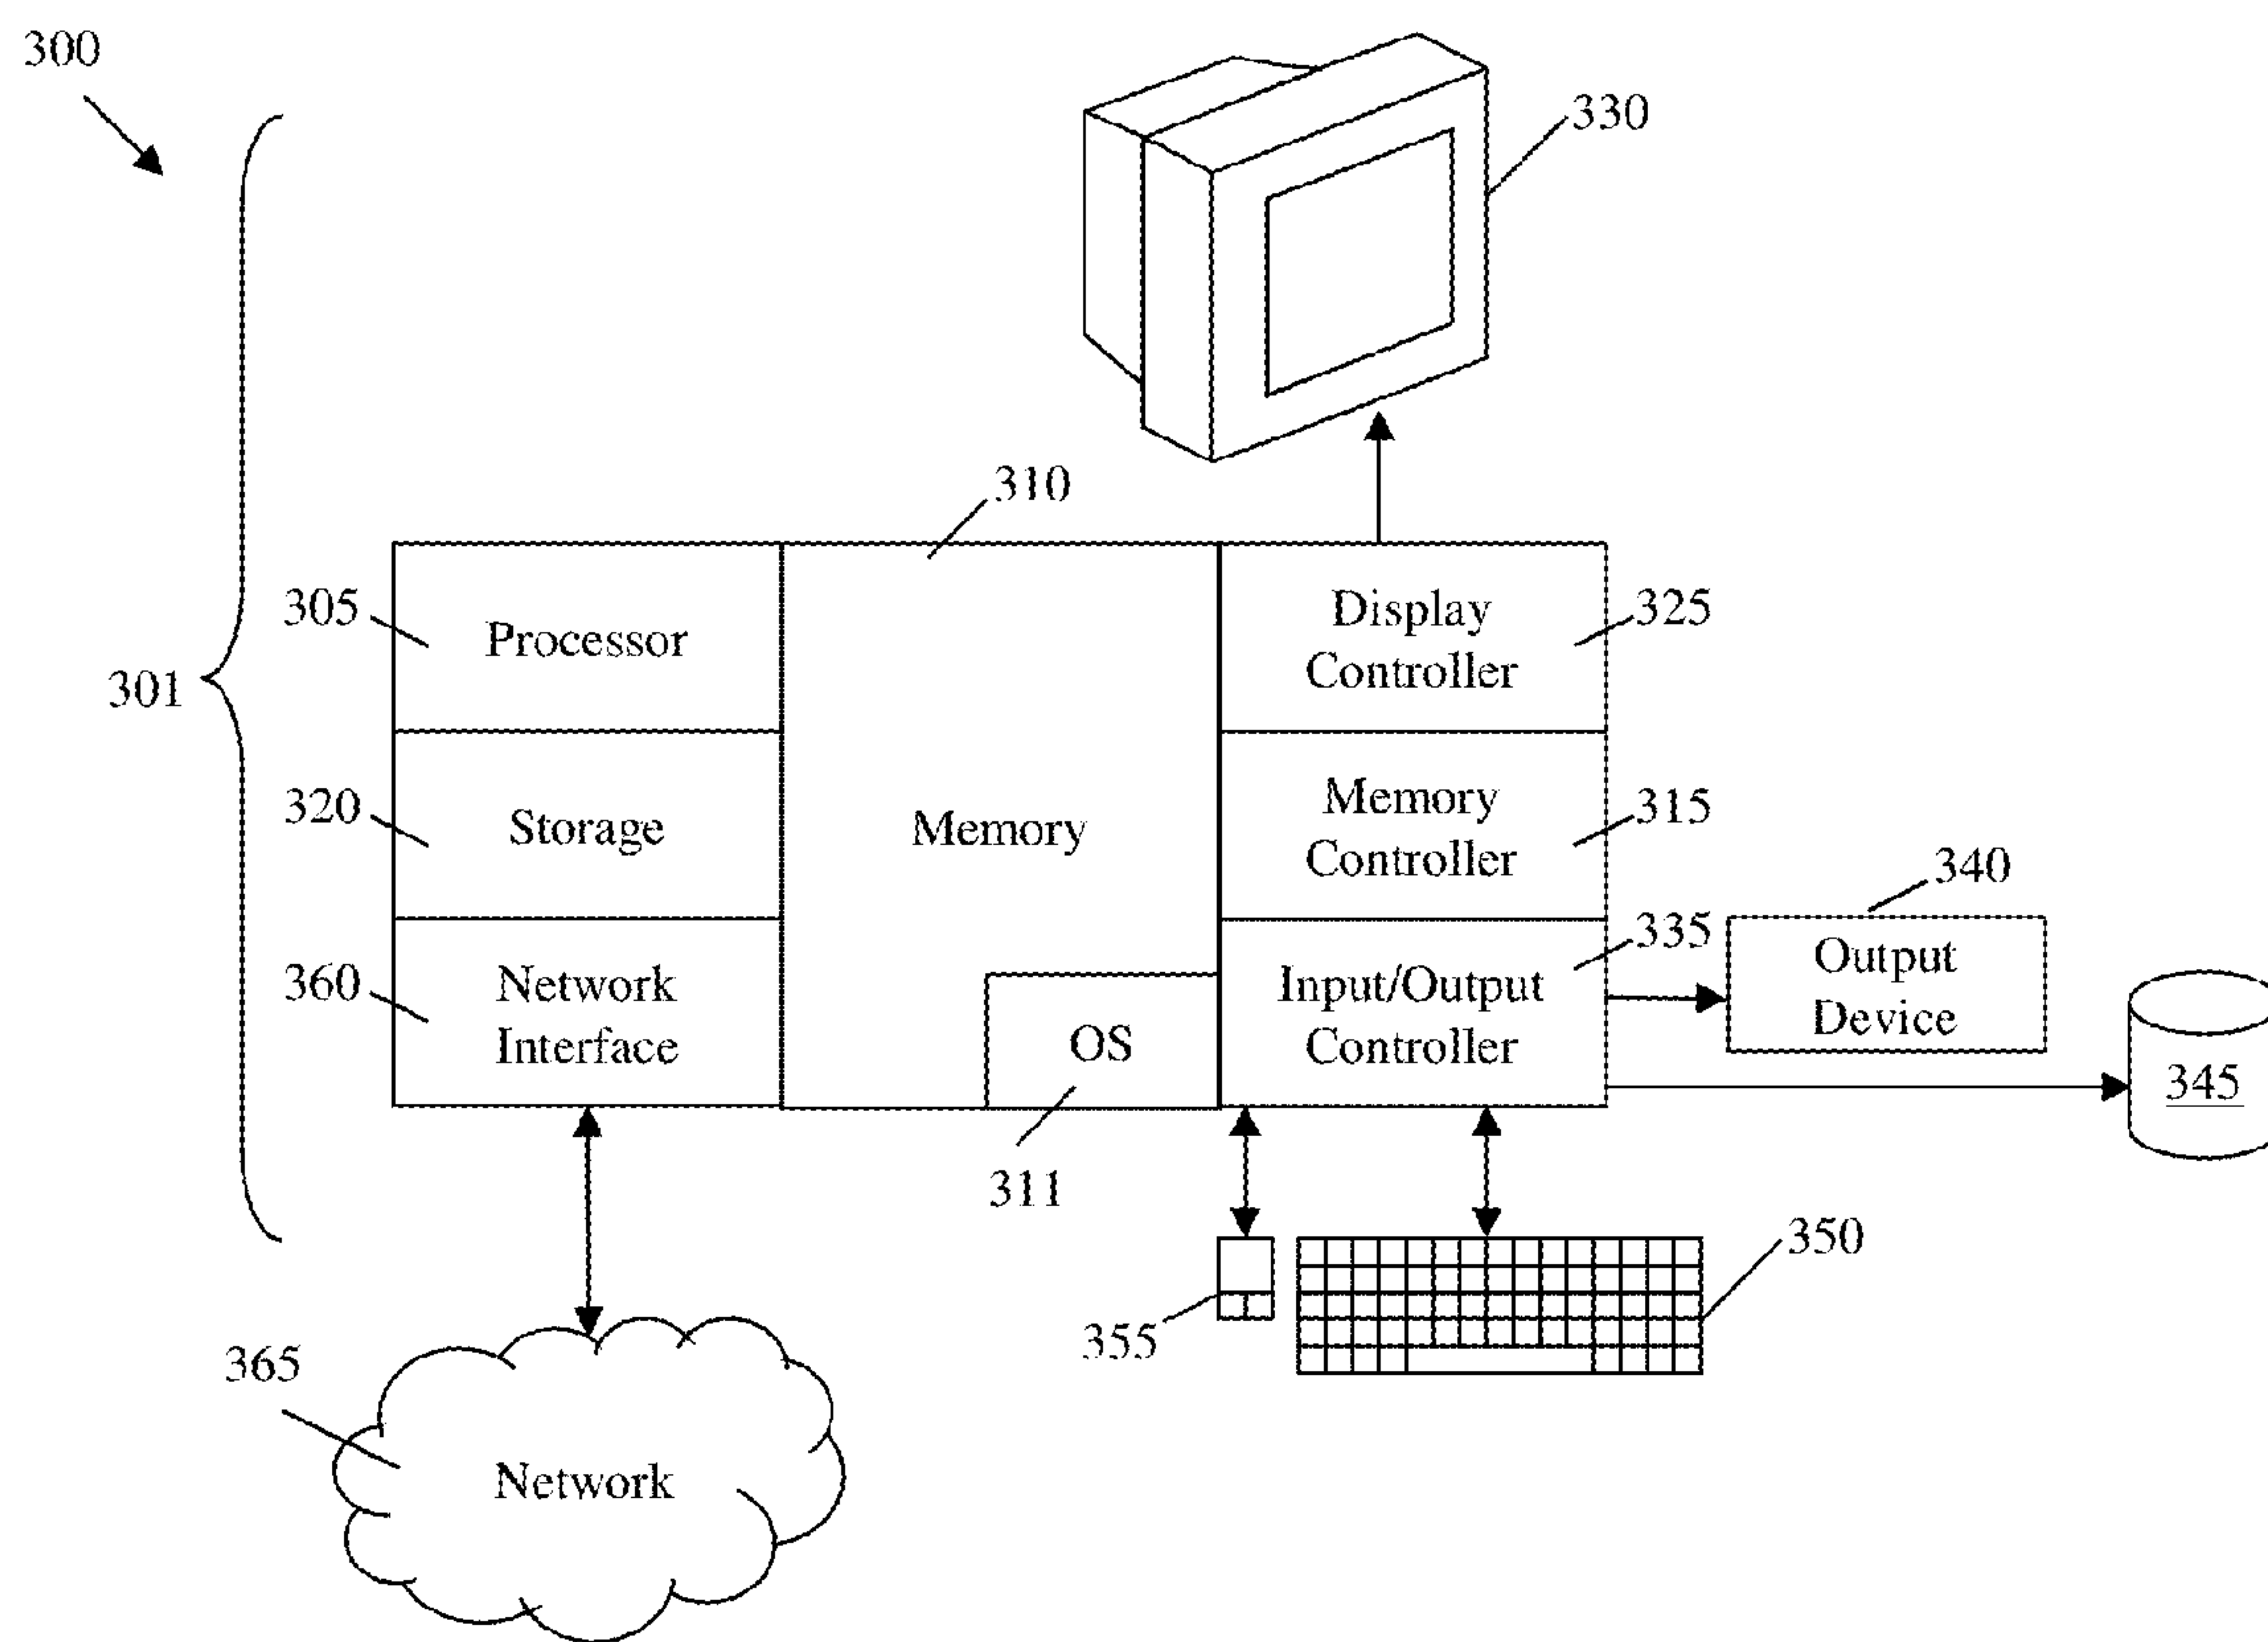 300
330
310
305
Processor
Display
Controller
325
301
320
Storage
Memory
Memory
Controller
315
340
335
Output
Device
360
Network
Interface
OS
Input/Output
Controller
345
311
350
355
365
Network